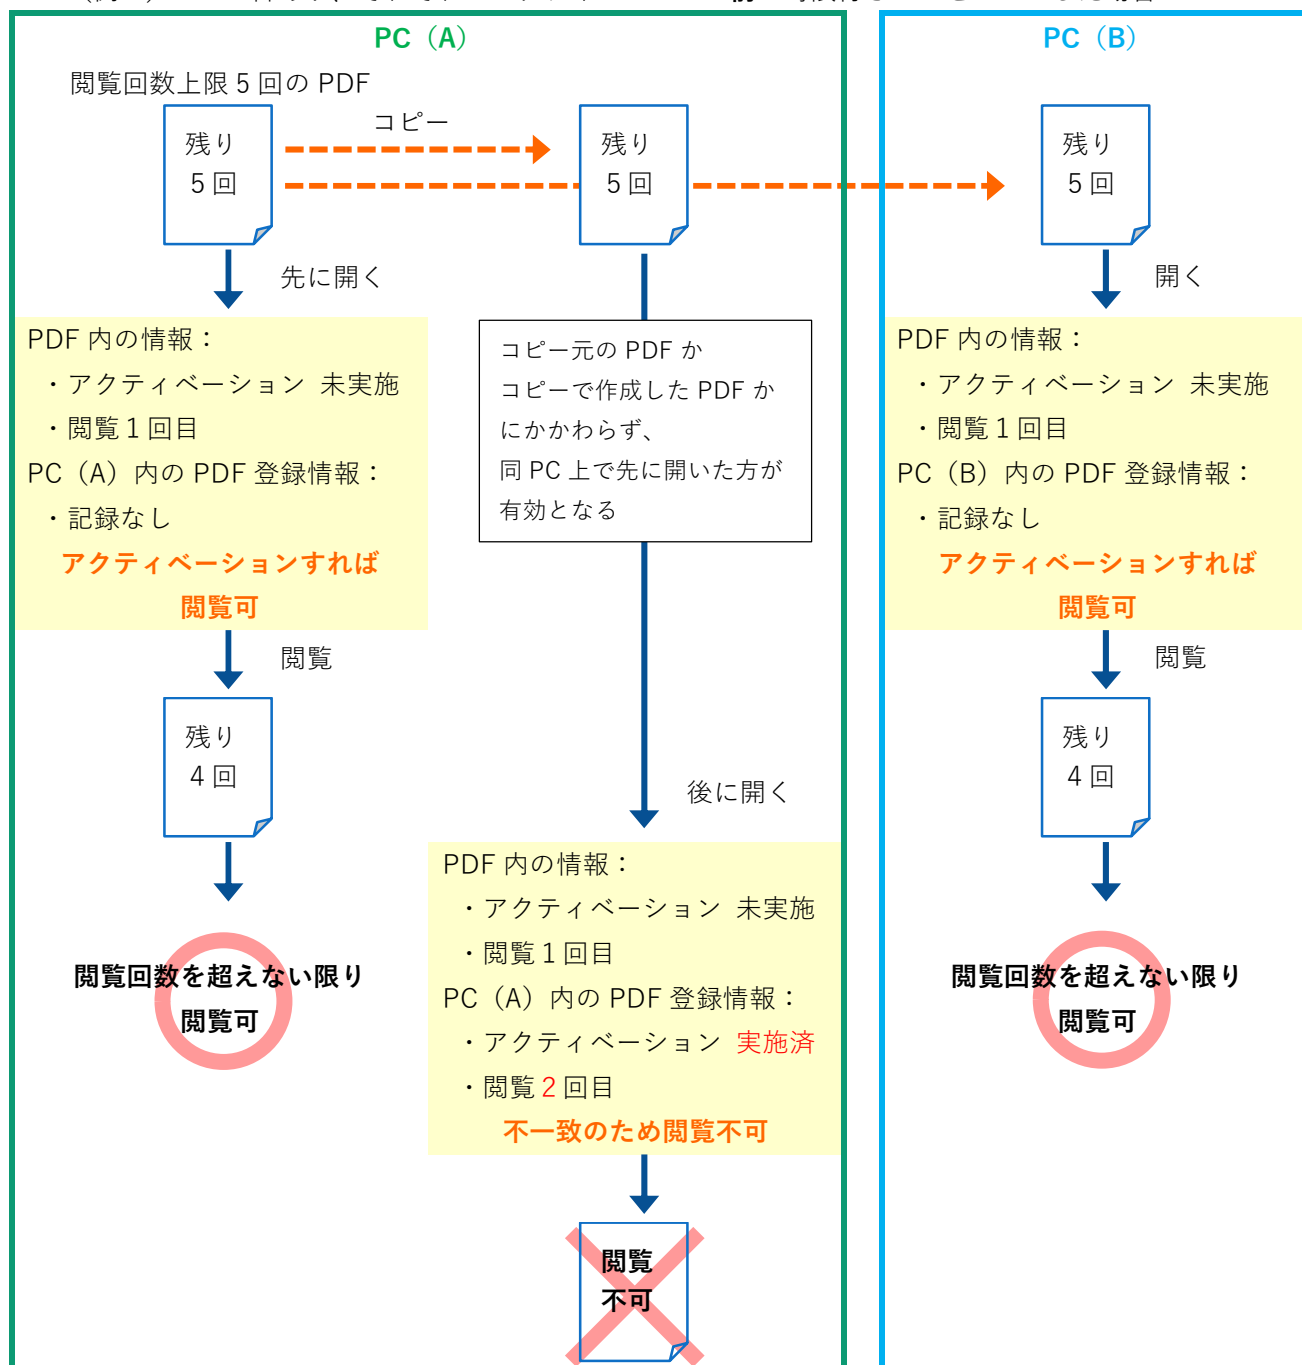 PC（A）
閲覧回数上限 5 回の PDF
残り
5 回
コピー
残り
5 回
先に開く
PDF 内の情報：
・アクティベーション 未実施
・閲覧 1 回目
PC（A）内の PDF 登録情報：
・記録なし
アクティベーションすれば
閲覧可
閲覧
残り
4 回
閲覧回数を超えない限り
閲覧可
コピー元の PDF か
コピーで作成した PDF か
にかかわらず、
同 PC 上で先に開いた方が
有効となる
後に開く
PDF 内の情報：
・アクティベーション 未実施
・閲覧 1 回目
PC（A）内の PDF 登録情報：
・アクティベーション 実施済
・閲覧 2 回目
不一致のため閲覧不可
閲覧
不可
PC（B）
残り
5 回
開く
PDF 内の情報：
・アクティベーション 未実施
・閲覧 1 回目
PC（B）内の PDF 登録情報：
・記録なし
アクティベーションすれば
閲覧可
閲覧
残り
4 回
閲覧回数を超えない限り
閲覧可